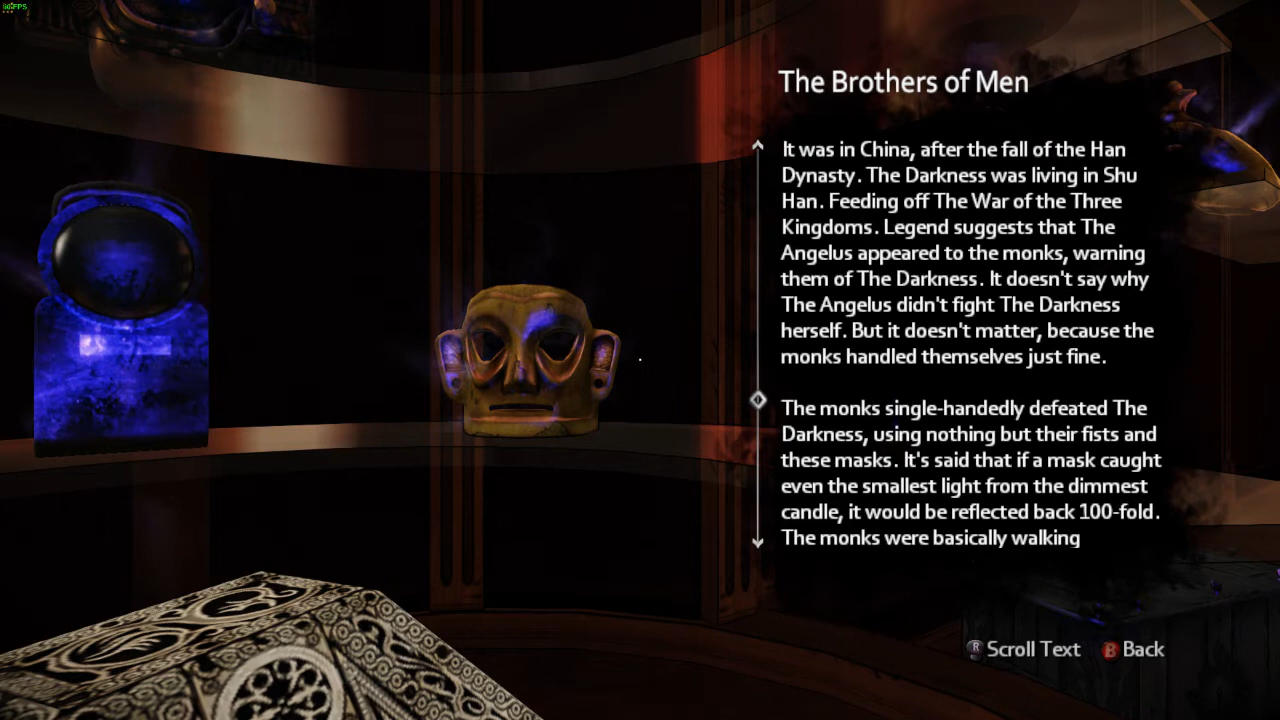 60 FPS
The Brothers of Men
It was in China, after the fall of the Han
Dynasty. The Darkness was living in Shu
Han. Feeding off The War of the Three
Kingdoms. Legend suggests that The
Angelus appeared to the monks, warning
them of The Darkness. It doesn't say why
The Angelus didn't fight The Darkness
herself. But it doesn't matter, because the
monks handled themselves just fine.
The monks single-handedly defeated The
Darkness, using nothing but their fists and
these masks. It's said that if a mask caught
even the smallest light from the dimmest
candle, it would be reflected back 100-fold.
The monks were basically walking
R Scroll Text B Back